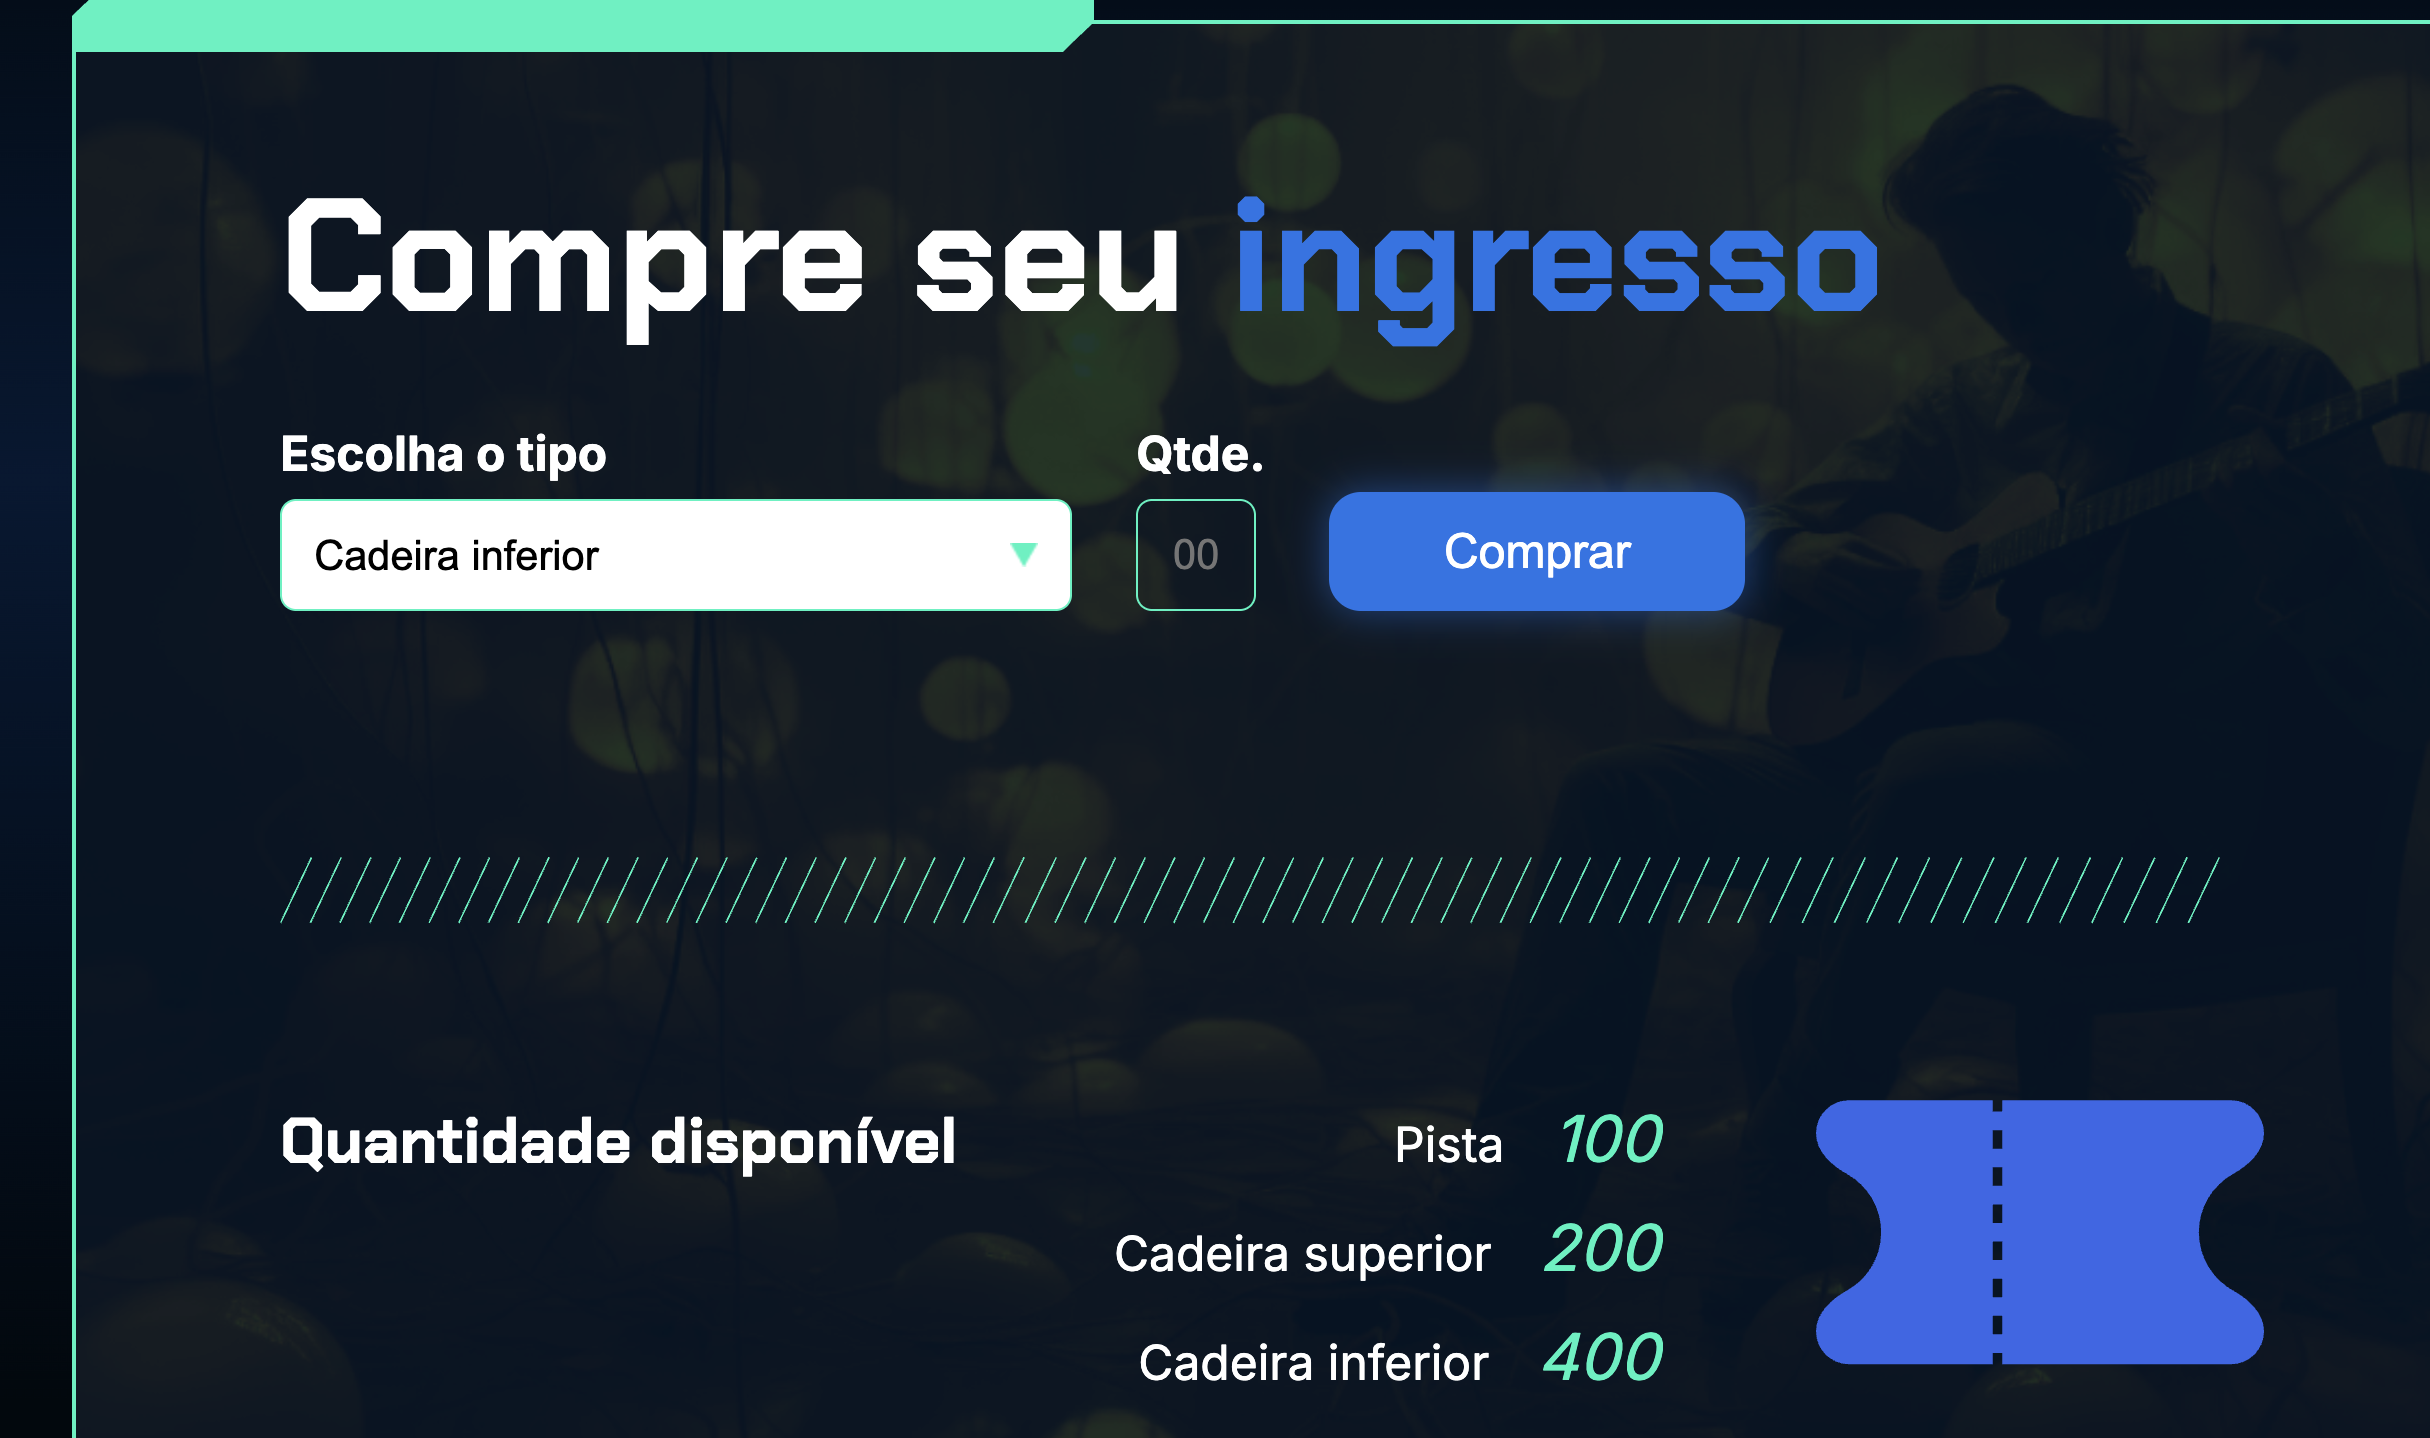 Compre seu ingresso
Escolha o tipo
Qtde.
Cadeira inferior
00
Comprar
Quantidade disponível
Pista 100
Cadeira superior 200
Cadeira inferior 400